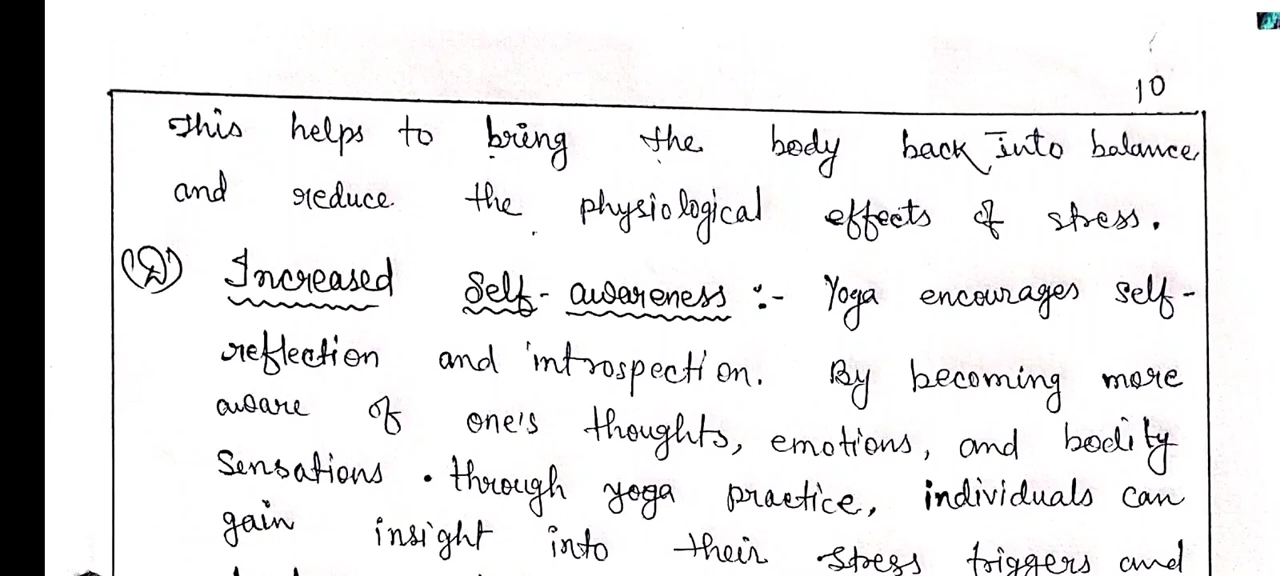 10
This helps to bring the body back into balance
and reduce the physiological effects of stress.
Increased Self-awareness :- Yoga encourages self-
reflection and introspection. By becoming more
aware of one's thoughts, emotions, and bodity
Sensations. through yoga practice, individuals can
gain insight into their stress triggers and